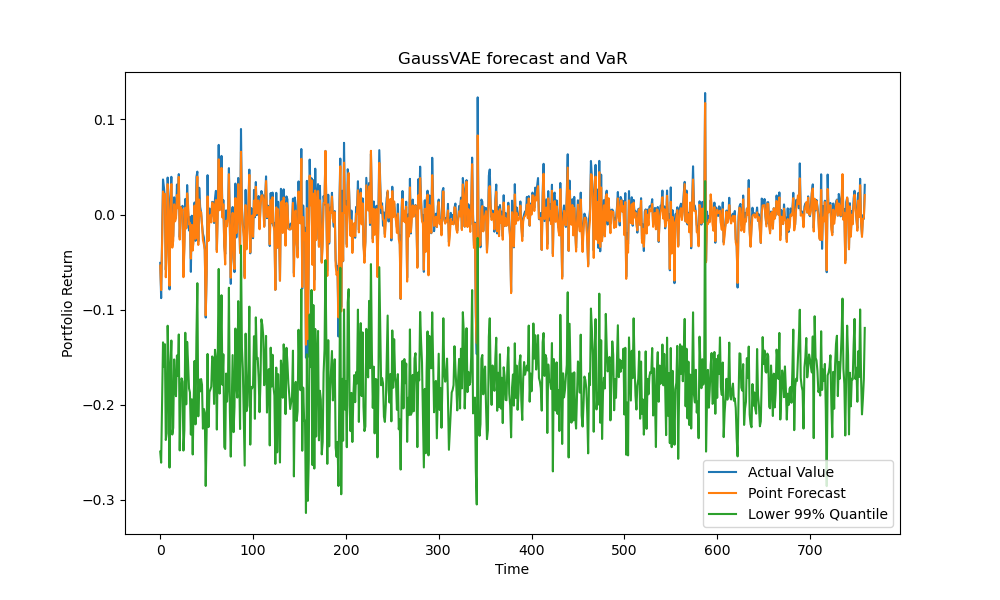 GaussVAE forecast and VaR
Portfolio Return
0.1
0.0
−0.1
−0.2
−0.3
0 100 200 300 400 500 600 700
Time
Actual Value
Point Forecast
Lower 99% Quantile